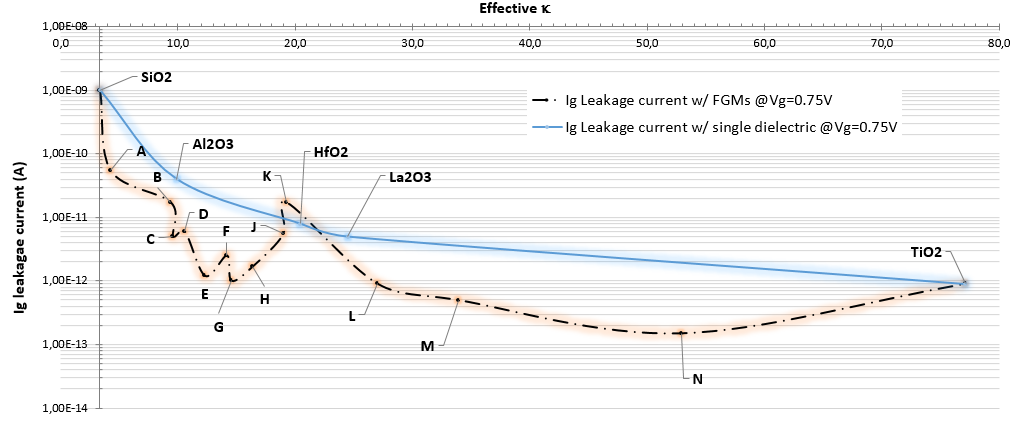 Effective κ
1,00E-08
0,0 10,0 20,0 30,0 40,0 50,0 60,0 70,0 80,0
1,00E-09
SiO2
Ig Leakage current w/ FGMs @Vg=0.75V
Ig Leakage current w/ single dielectric @Vg=0.75V
1,00E-10
A
Al2O3
HfO2
B
K
La2O3
1,00E-11
D
C
F
J
TiO2
1,00E-12
E
H
G
L
M
1,00E-13
N
1,00E-14
Ig leakagae current (A)